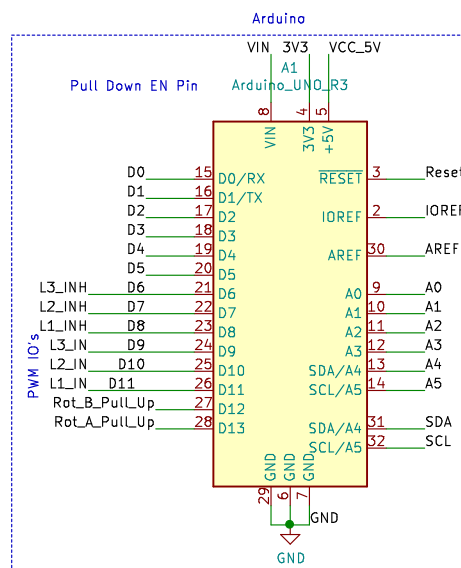 Arduino
VIN 3V3 VCC_5V
A1
Pull Down EN Pin Arduino_UNO_R3
8 4 5
VIN 3V3 +5V
D0 15 D0/RX RESET 3 Reset
D1 16 D1/TX
D2 17 D2 IOREF 2 IOREF
D3 18 D3
D4 19 D4 AREF 30 AREF
D5 20 D5
L3_INH D6 21 D6 A0 9 A0
L2_INH D7 22 D7 A1 10 A1
L1_INH D8 23 D8 A2 11 A2
L3_IN D9 24 D9 A3 12 A3
L2_IN D10 25 D10 SDA/A4 13 A4
L1_IN D11 26 D11 SCL/A5 14 A5
Rot_B_Pull_Up 27 D12
Rot_A_Pull_Up 28 D13 SDA/A4 31 SDA
SCL/A5 32 SCL
PWM IO's
GND GND GND
29 6 7
GND
GND